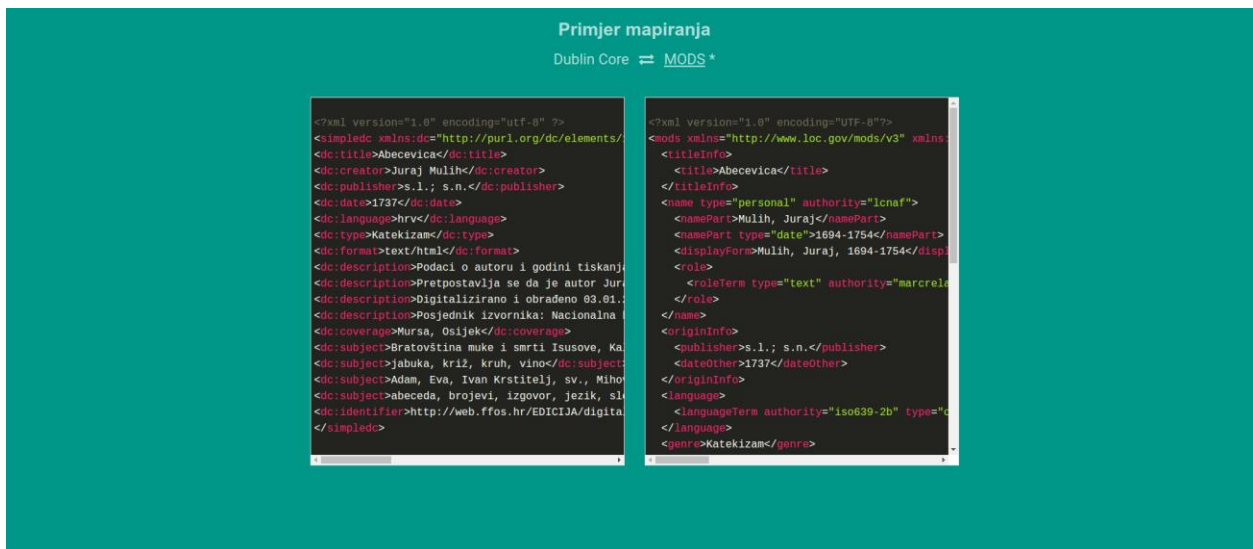 Primjer mapiranja
Dublin Core ⇌ MODS *
<?xml version="1.0" encoding="utf-8" ?>
<simpledc xmlns:dc="http://purl.org/dc/elements/
<dc:title>Abecevica</dc:title>
<dc:creator>Juraj Mulih</dc:creator>
<dc:publisher>s.l.; s.n.</dc:publisher>
<dc:date>1737</dc:date>
<dc:language>hrv</dc:language>
<dc:type>Katekizam</dc:type>
<dc:format>text/html</dc:format>
<dc:description>Podaci o autoru i godini tiskanja
<dc:description>Pretpostavlja se da je autor Jura
<dc:description>Digitalizirano i obrađeno 03.01.
<dc:description>Posjednik izvornika: Nacionalna
<dc:coverage>Mursa, Osijek</dc:coverage>
<dc:subject>Bratovština muke i smrti Isusove, Ka
<dc:subject>jabuka, križ, kruh, vino</dc:subject>
<dc:subject>Adam, Eva, Ivan Krstitelj, sv., Miho
<dc:subject>abeceda, brojevi, izgovor, jezik, sl
<dc:identifier>http://web.ffos.hr/EDICIJA/digita
</simpledc>
<?xml version="1.0" encoding="UTF-8"?>
<mods xmlns="http://www.loc.gov/mods/v3" xmlns:
<titleInfo>
<title>Abecevica</title>
</titleInfo>
<name type="personal" authority="lcnaf">
<namePart>Mulih, Juraj</namePart>
<namePart type="date">1694-1754</namePart>
<displayForm>Mulih, Juraj, 1694-1754</displ
<role>
<roleTerm type="text" authority="marcrela
</role>
</name>
<originInfo>
<publisher>s.l.; s.n.</publisher>
<dateOther>1737</dateOther>
</originInfo>
<language>
<languageTerm authority="iso639-2b" type="c
</language>
<genre>Katekizam</genre>